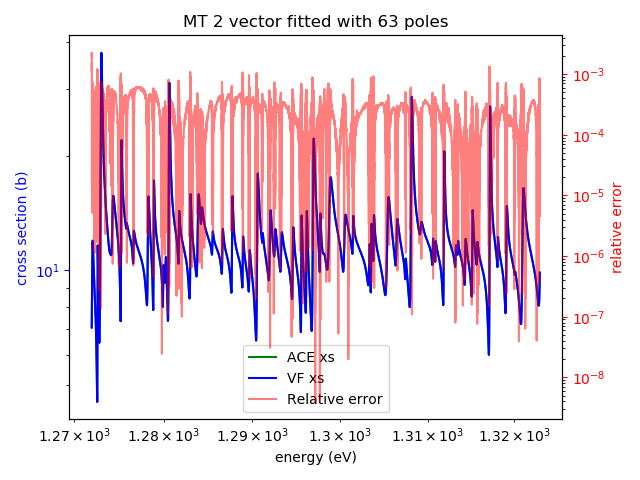 MT 2 vector fitted with 63 poles
cross section (b)
10¹
10⁻³
10⁻⁴
10⁻⁵
10⁻⁶
10⁻⁷
10⁻⁸
relative error
ACE xs
VF xs
Relative error
1.27×10³ 1.28×10³ 1.29×10³ 1.3×10³ 1.31×10³ 1.32×10³
energy (eV)